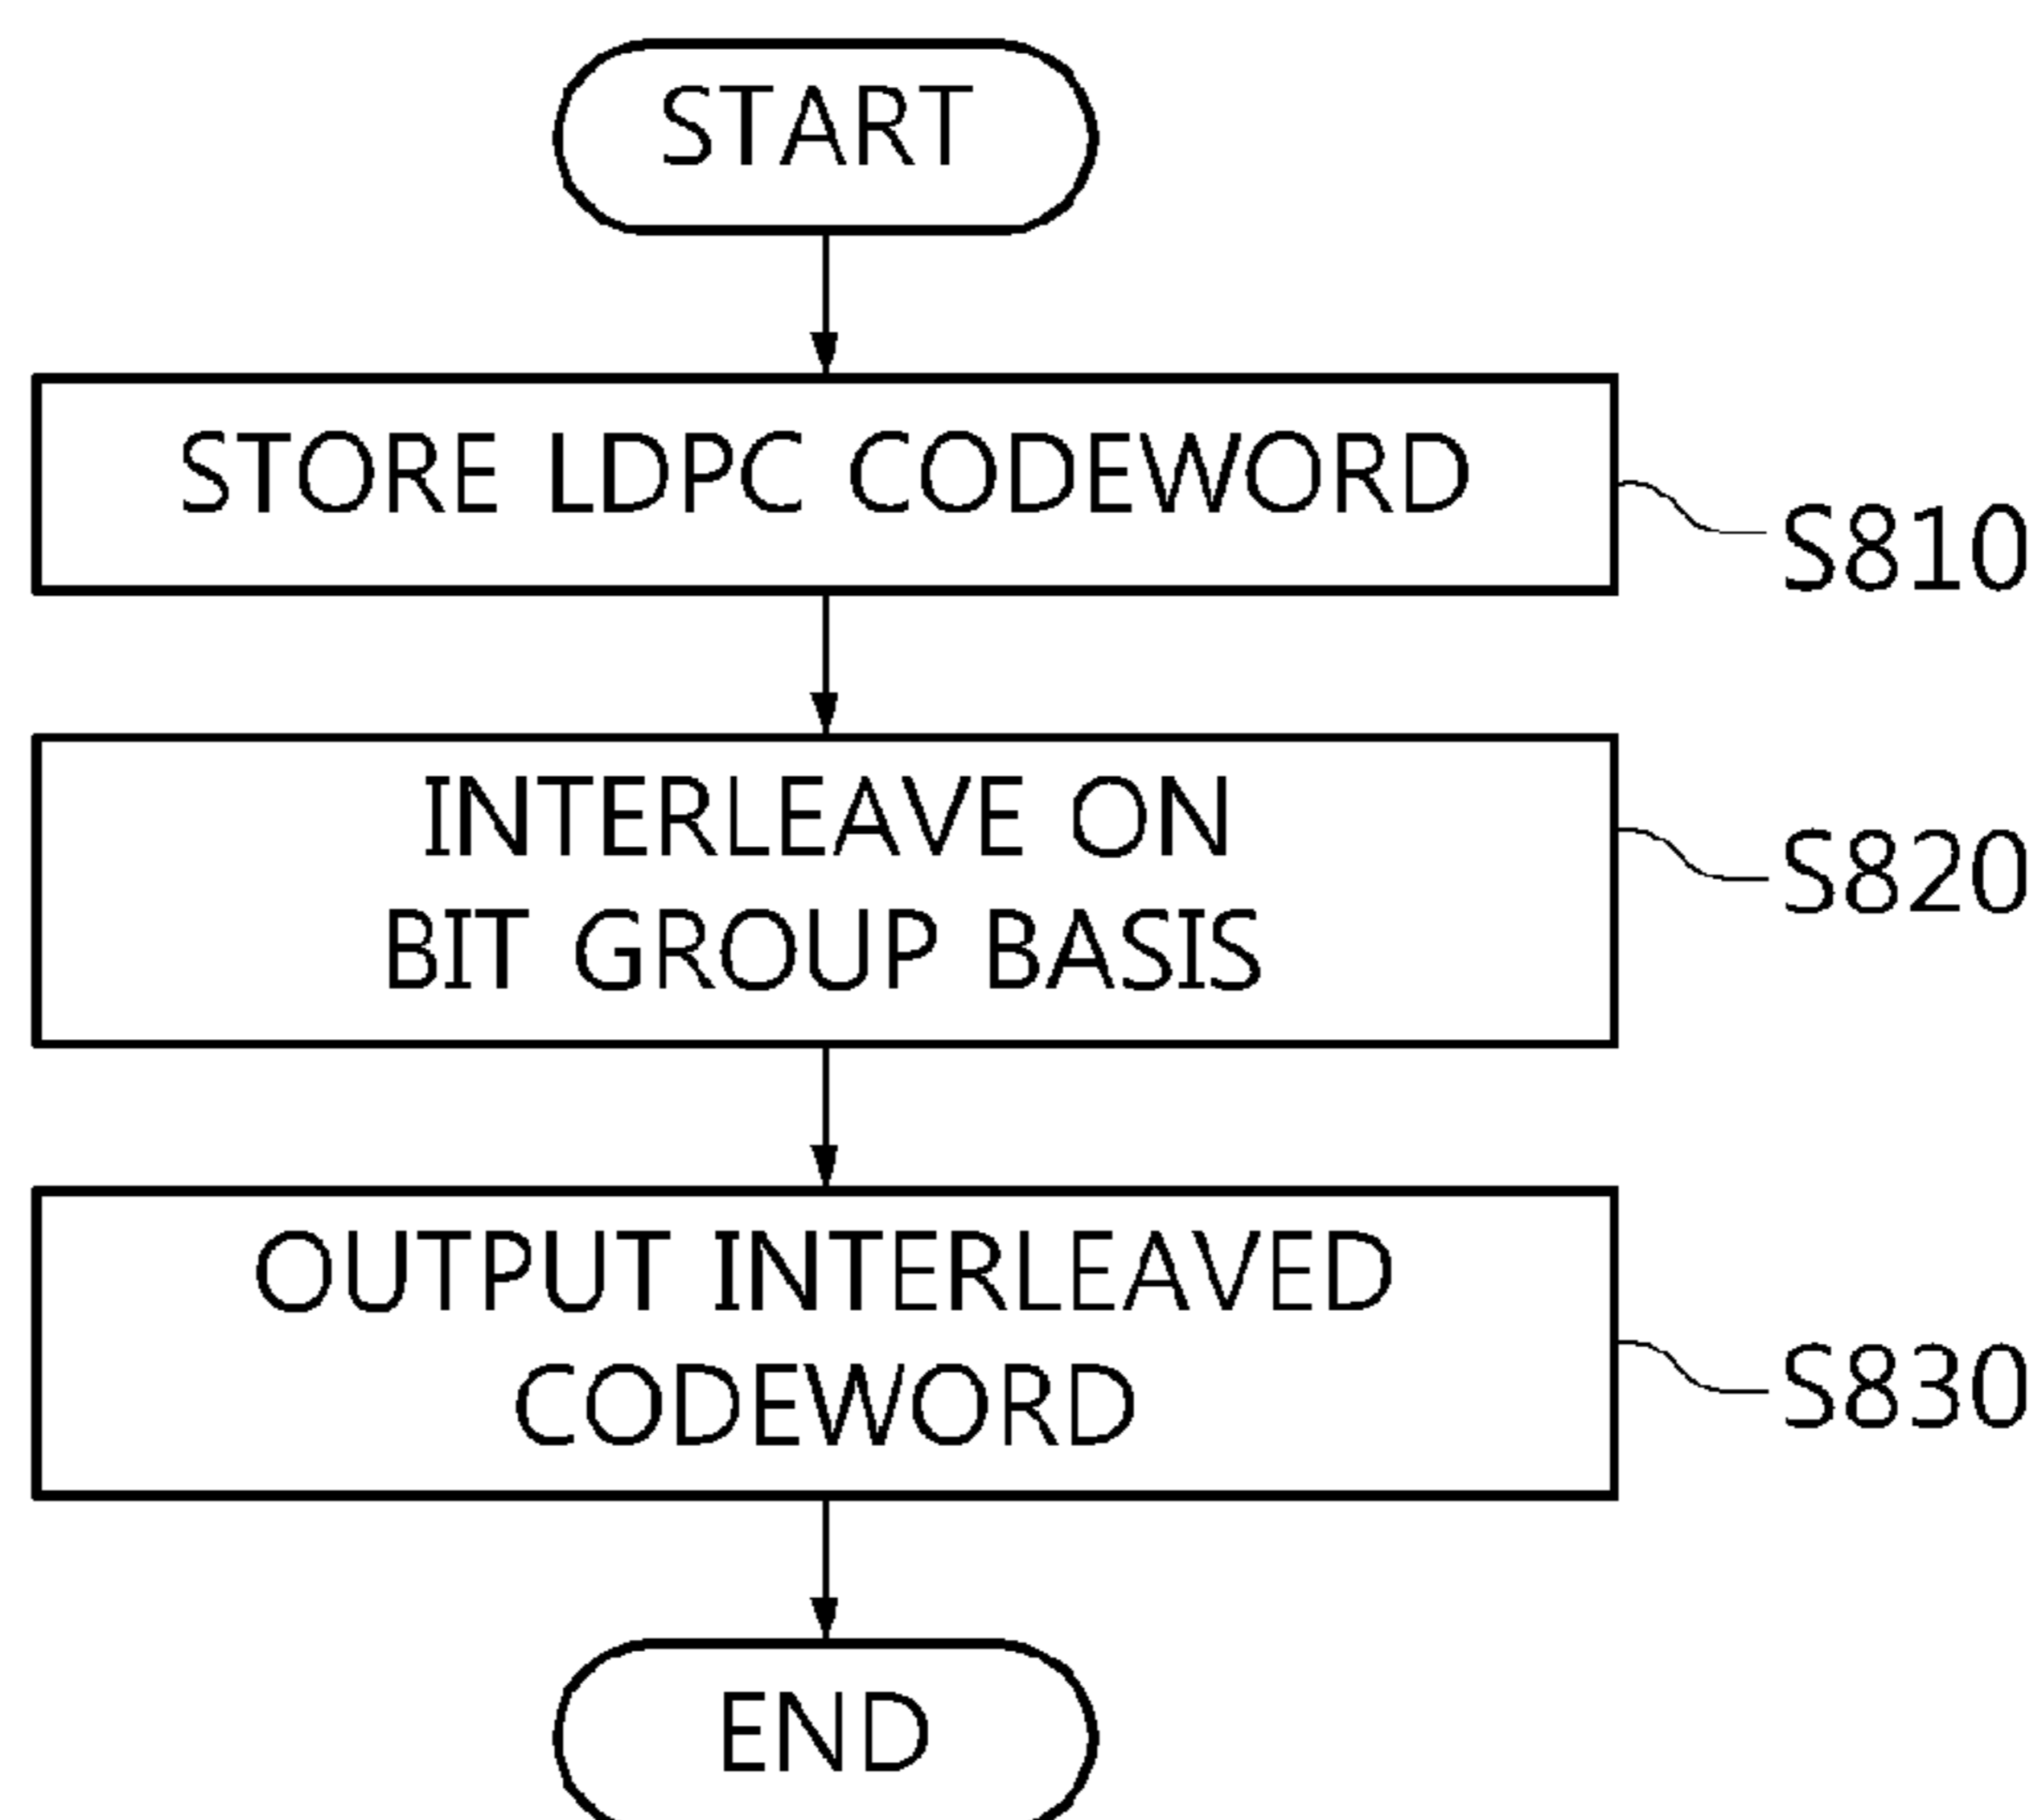 START
STORE LDPC CODEWORD
S810
INTERLEAVE ON
BIT GROUP BASIS
S820
OUTPUT INTERLEAVED
CODEWORD
S830
END